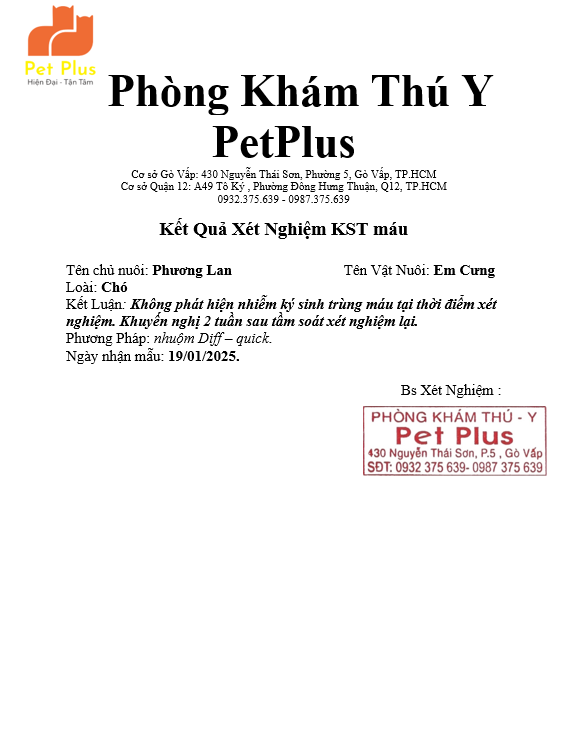 Pet Plus
Hiện Đại - Tận Tâm
Phòng Khám Thú Y
PetPlus
Cơ sở Gò Vấp: 430 Nguyễn Thái Sơn, Phường 5, Gò Vấp, TP.HCM
Cơ sở Quận 12: A49 Tô Ký , Phường Đông Hưng Thuận, Q12, TP.HCM
0932.375.639 - 0987.375.639
Kết Quả Xét Nghiệm KST máu
Tên chủ nuôi: Phương Lan Tên Vật Nuôi: Em Cưng
Loài: Chó
Kết Luận: Không phát hiện nhiễm ký sinh trùng máu tại thời điểm xét
nghiệm. Khuyến nghị 2 tuần sau tầm soát xét nghiệm lại.
Phương Pháp: nhuộm Diff – quick.
Ngày nhận mẫu: 19/01/2025.
Bs Xét Nghiệm :
PHÒNG KHÁM THÚ - Y
Pet Plus
430 Nguyễn Thái Sơn, P.5 , Gò Vấp
SĐT: 0932 375 639- 0987 375 639